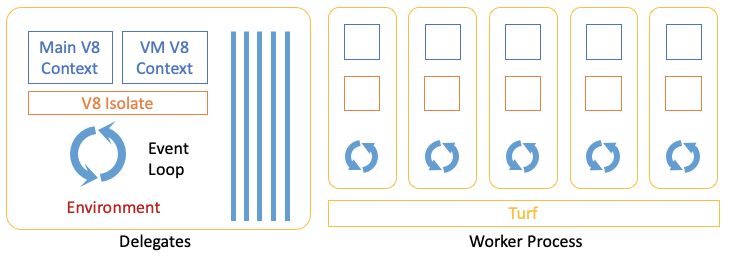 Main V8
Context
VM V8
Context
V8 Isolate
Event
Loop
Environment
Delegates
Turf
Worker Process